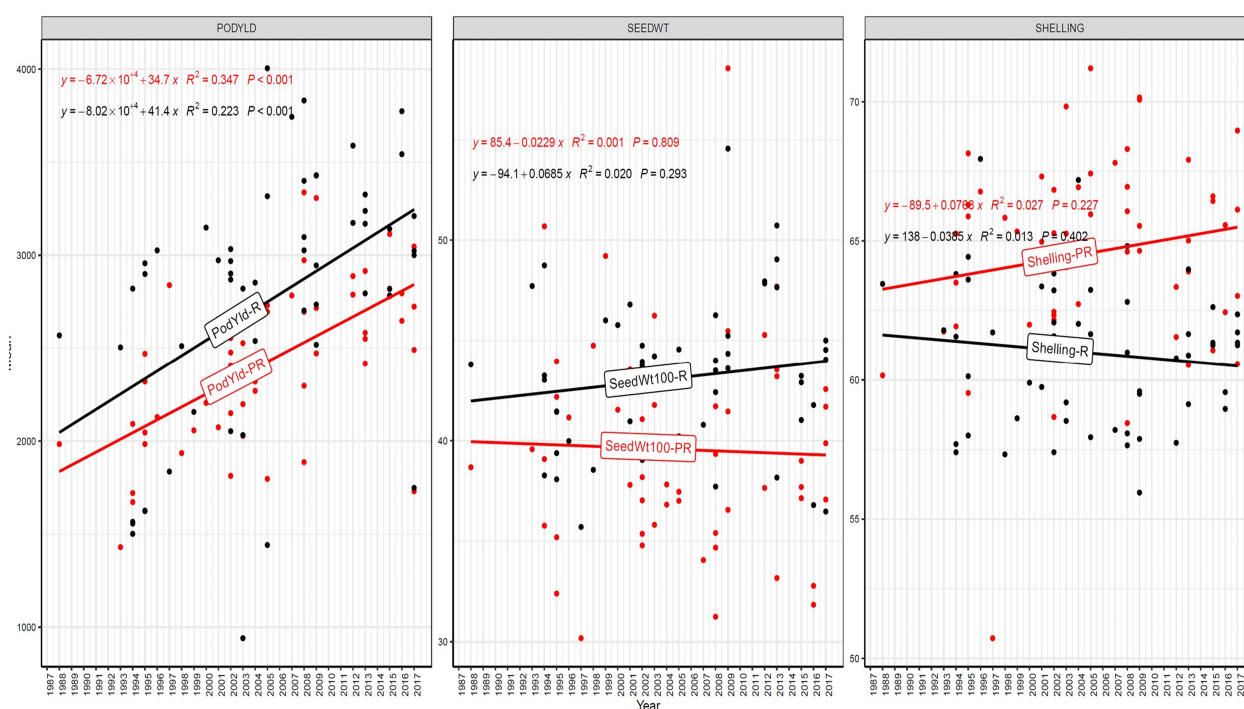 PODYLD
SEEDWT
SHELLING
4000
3000
2000
1000
y = −6.72 × 10⁺⁴ + 34.7 x R² = 0.347 P < 0.001
y = −8.02 × 10⁺⁴ + 41.4 x R² = 0.223 P < 0.001
PodYld-R
PodYld-PR
50
40
30
y = 85.4 − 0.0229 x R² = 0.001 P = 0.809
y = −94.1 + 0.0685 x R² = 0.020 P = 0.293
SeedWt100-R
SeedWt100-PR
70
65
60
55
50
y = −89.5 + 0.0768 x R² = 0.027 P = 0.227
y = 138 − 0.0385 x R² = 0.013 P = 0.402
Shelling-PR
Shelling-R
1987 1988 1989 1990 1991 1992 1993 1994 1995 1996 1997 1998 1999 2000 2001 2002 2003 2004 2005 2006 2007 2008 2009 2010 2011 2012 2013 2014 2015 2016 2017
1987 1988 1989 1990 1991 1992 1993 1994 1995 1996 1997 1998 1999 2000 2001 2002 2003 2004 2005 2006 2007 2008 2009 2010 2011 2012 2013 2014 2015 2016 2017
1987 1988 1989 1990 1991 1992 1993 1994 1995 1996 1997 1998 1999 2000 2001 2002 2003 2004 2005 2006 2007 2008 2009 2010 2011 2012 2013 2014 2015 2016 2017
Year